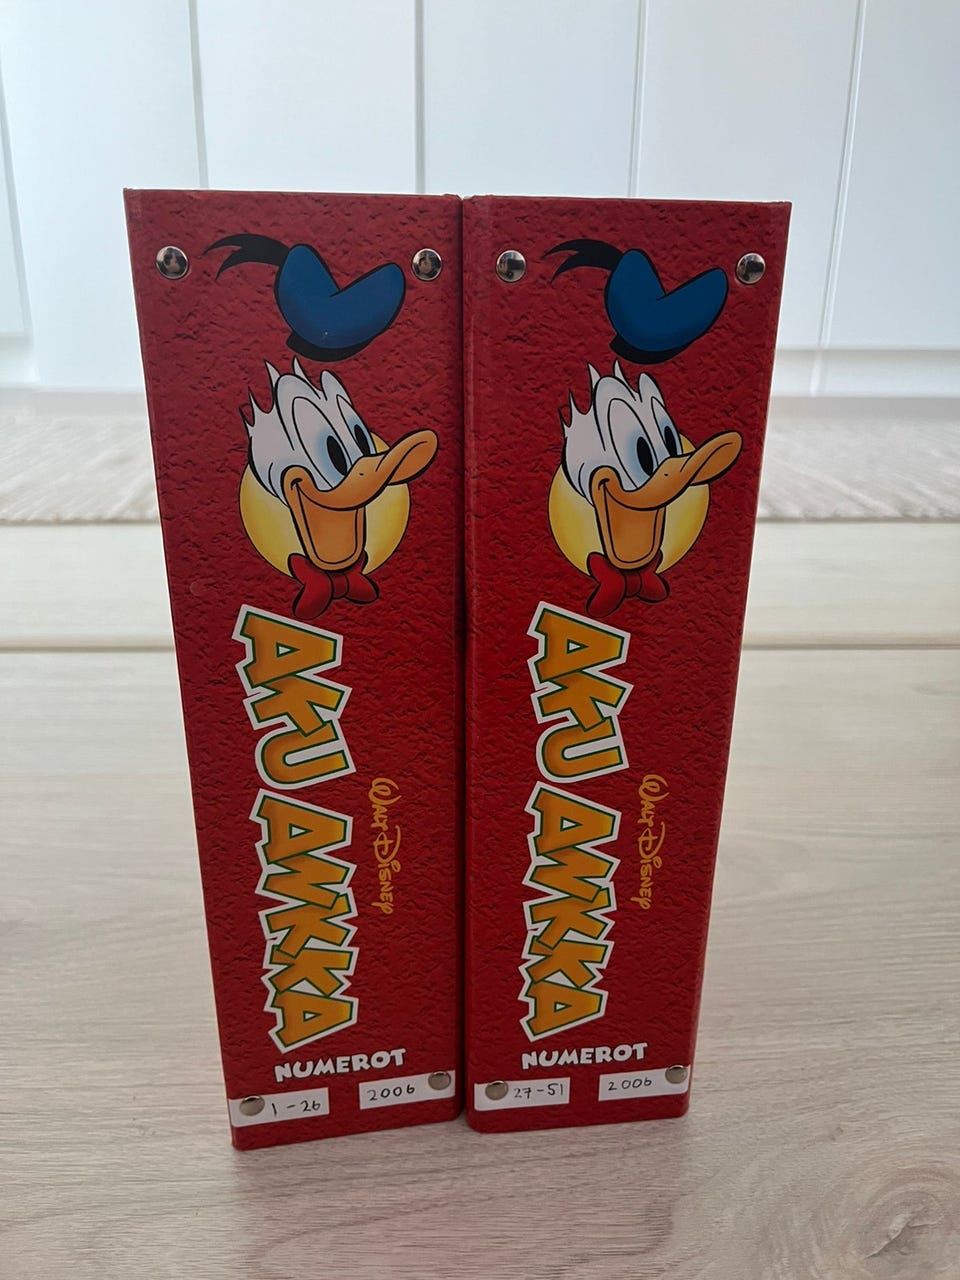 AKU ANKKA
WALT DISNEY
NUMEROT
1-26 2006
AKU ANKKA
WALT DISNEY
NUMEROT
27-51 2006